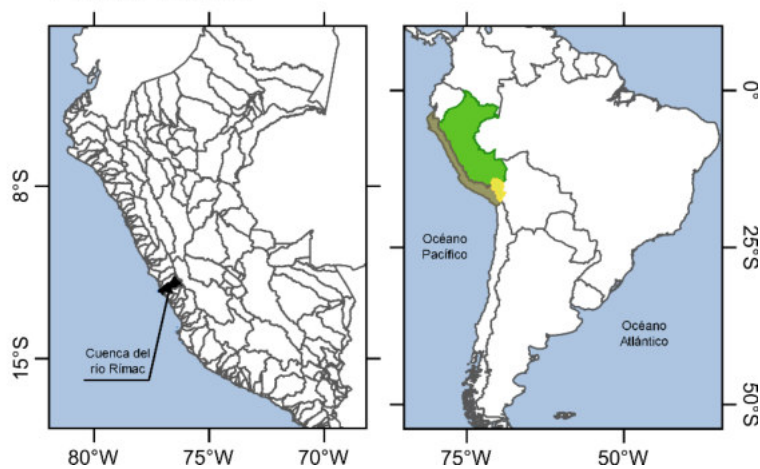 8°S
15°S
Cuenca del
río Rímac
80°W
75°W
70°W
Océano
Pacífico
Océano
Atlántico
0°
25°S
50°S
75°W
50°W